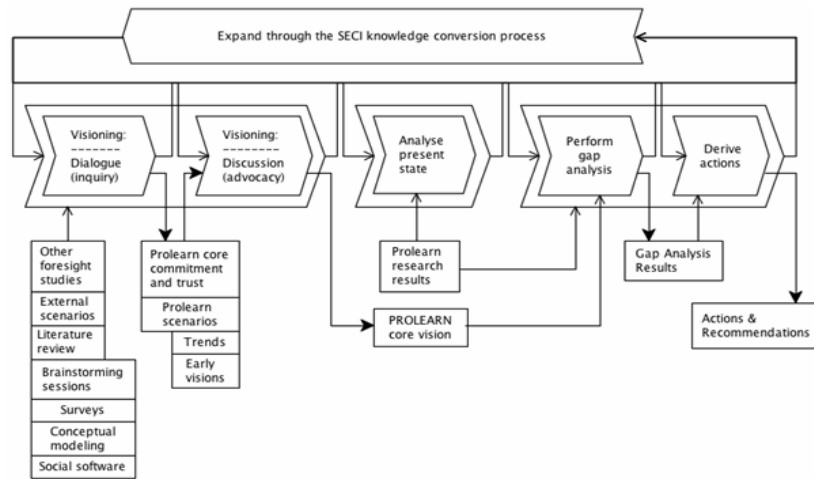 Expand through the SECI knowledge conversion process
Visioning:
--------
Dialogue
(inquiry)
Visioning:
--------
Discussion
(advocacy)
Analyse
present
state
Perform
gap
analysis
Derive
actions
Other
foresight
studies
External
scenarios
Literature
review
Brainstorming
sessions
Surveys
Conceptual
modeling
Social software
Prolearn core
commitment
and trust
Prolearn
scenarios
Trends
Early
visions
Prolearn
research
results
PROLEARN
core vision
Gap Analysis
Results
Actions &
Recommendations